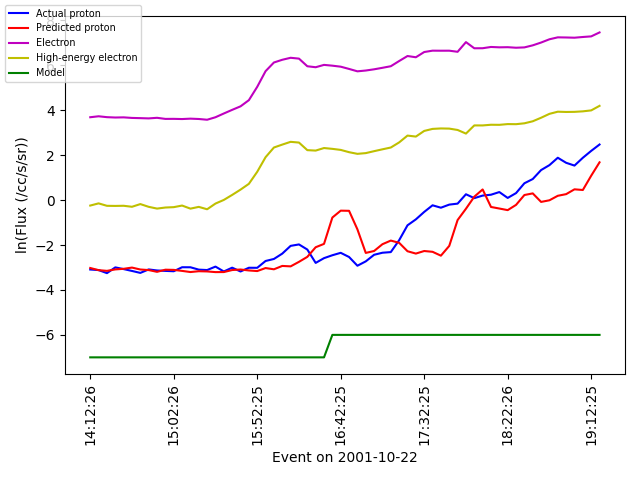 Actual proton
Predicted proton
Electron
High-energy electron
Model
ln(Flux (/cc/s/sr))
8
6
4
2
0
−2
−4
−6
14:12:26
15:02:26
15:52:25
16:42:25
17:32:25
18:22:26
19:12:25
Event on 2001-10-22